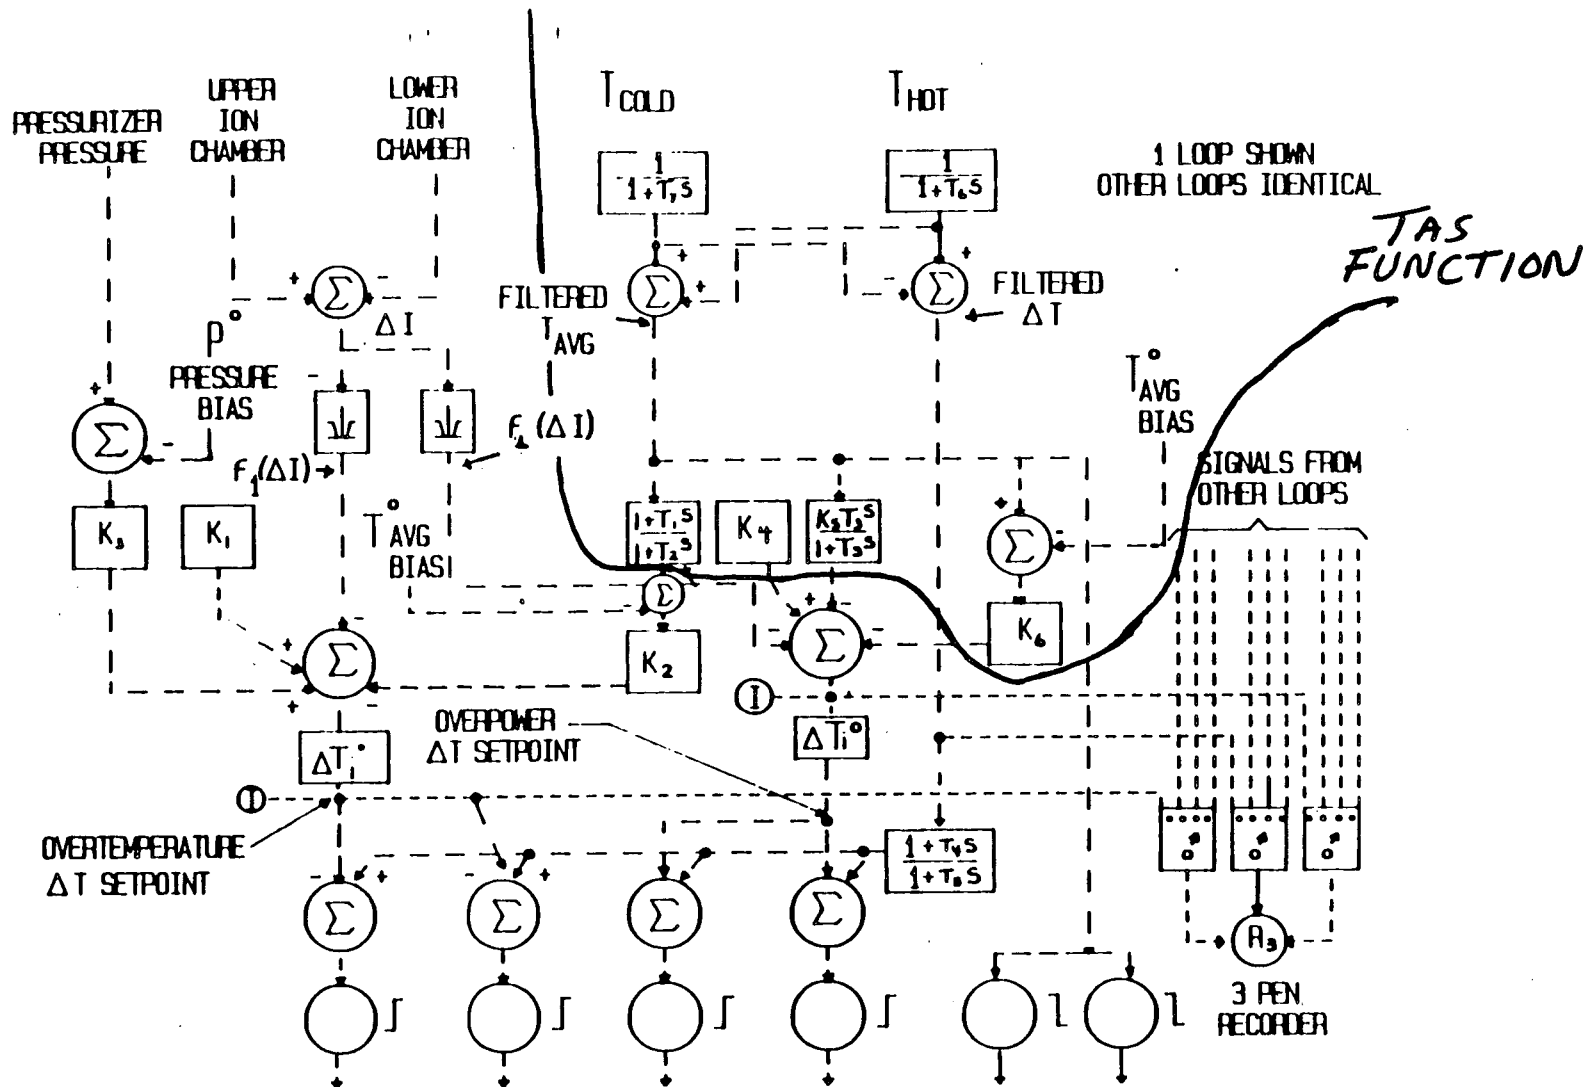 PRESSURIZER
PRESSURE
UPPER
ION
CHAMBER
LOWER
ION
CHAMBER
T COLD
T HOT
1 LOOP SHOWN
OTHER LOOPS IDENTICAL
TAS
FUNCTION
1
1+T₇S
1
1+T₆S
+
-
Σ
+
+
Σ
+
-
Σ
ΔI
FILTERED
T AVG
FILTERED
ΔT
P°
PRESSURE
BIAS
+
-
Σ
-
f₁(ΔI)
(ΔI)
T° AVG
BIAS
T° AVG
BIAS
SIGNALS FROM
OTHER LOOPS
K₃
K₁
1+T₁S
1+T₂S
K₄
K₅T₃S
1+T₃S
+
-
Σ
Σ
-
K₂
+
-
-
-
Σ
K₆
+
-
+
-
Σ
I
OVERPOWER
ΔT SETPOINT
ΔTi°
ΔTi°
I
OVERTEMPERATURE
ΔT SETPOINT
1+T₄S
1+T₅S
-
+
Σ
-
+
Σ
Σ
Σ
R₃
3 PEN
RECORDER